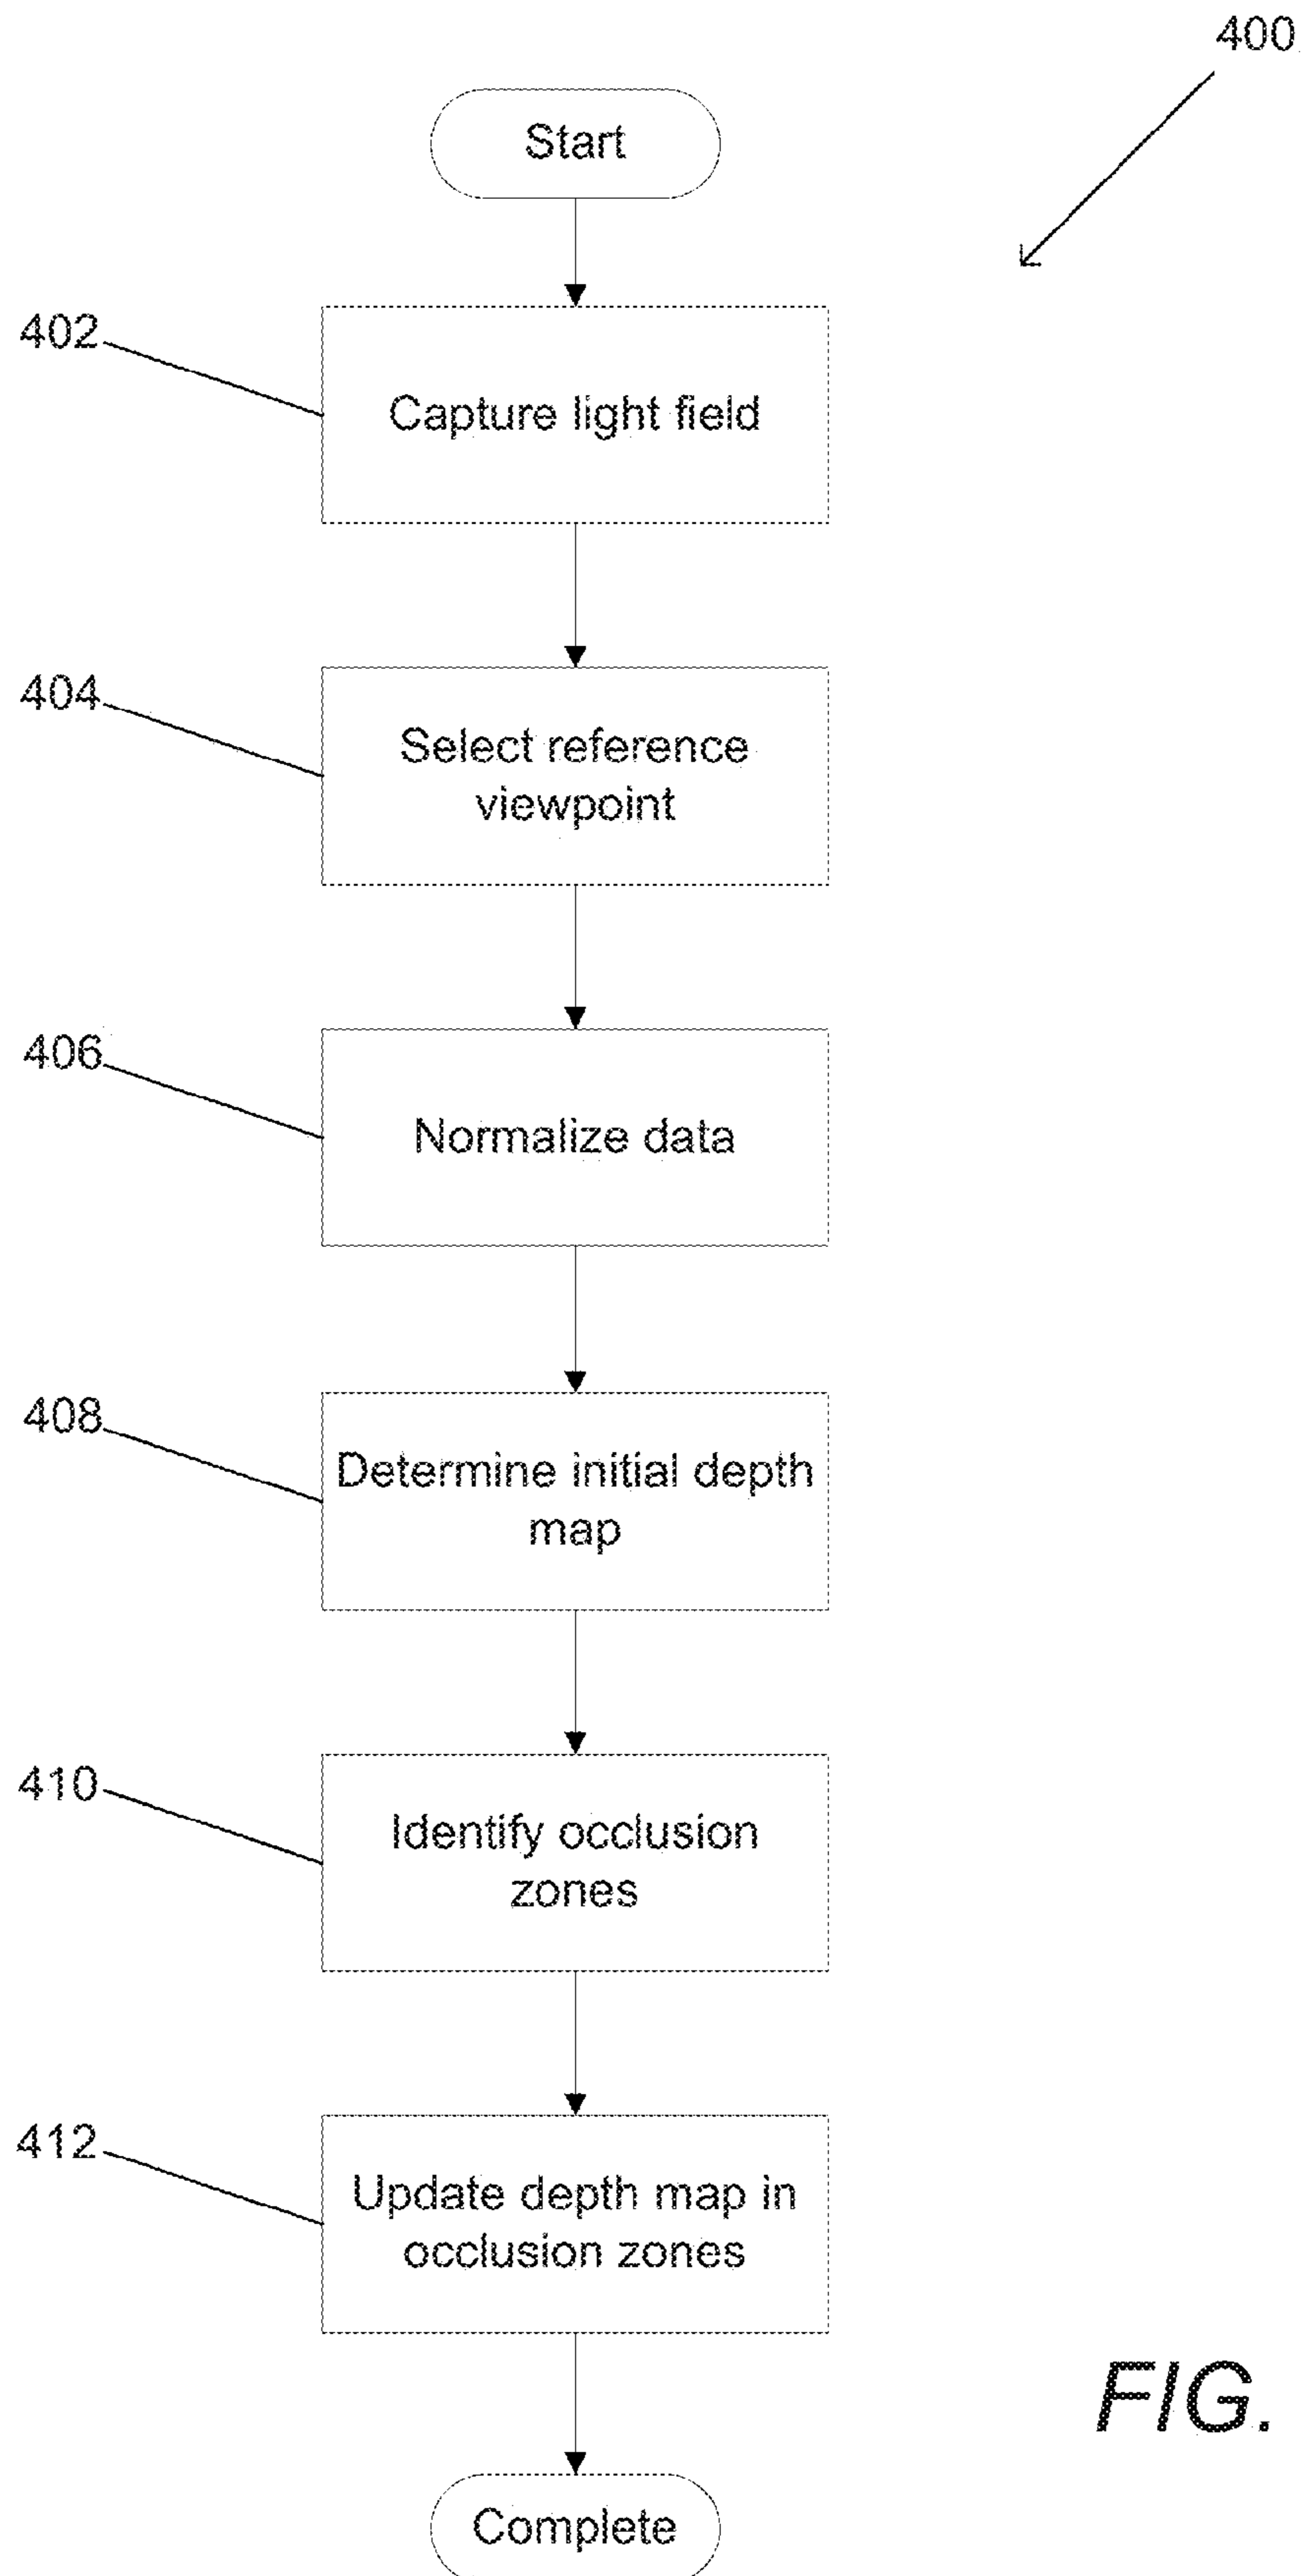 400
Start
402
Capture light field
404
Select reference
viewpoint
406
Normalize data
408
Determine initial depth
map
410
Identify occlusion
zones
412
Update depth map in
occlusion zones
FIG.
Complete